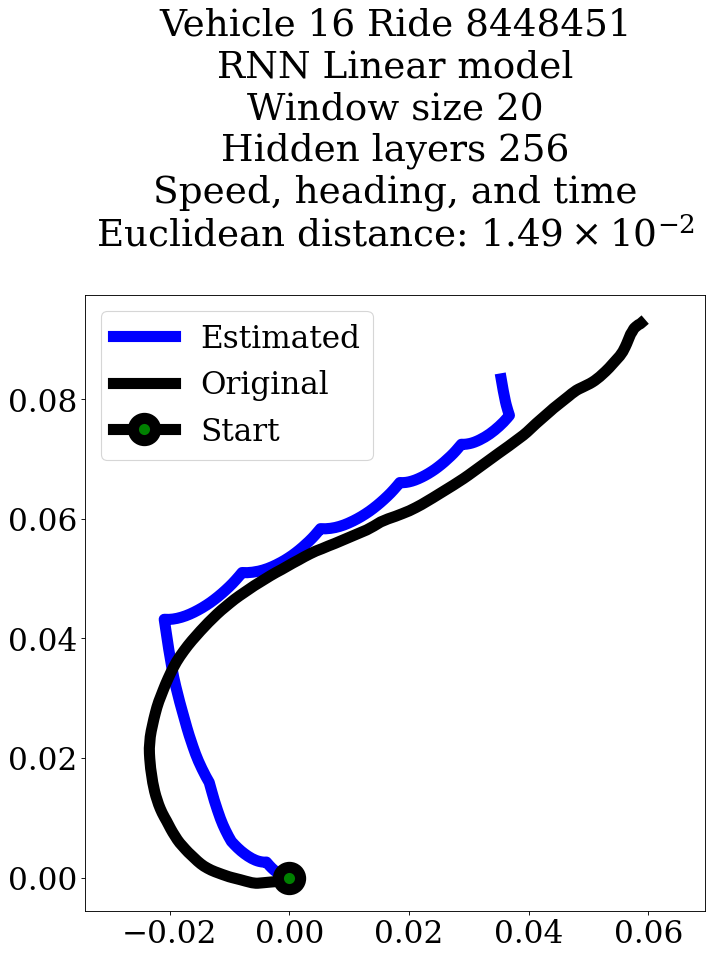 Vehicle 16 Ride 8448451
RNN Linear model
Window size 20
Hidden layers 256
Speed, heading, and time
Euclidean distance: 1.49 × 10⁻²
Estimated
Original
Start
0.08
0.06
0.04
0.02
0.00
−0.02 0.00 0.02 0.04 0.06